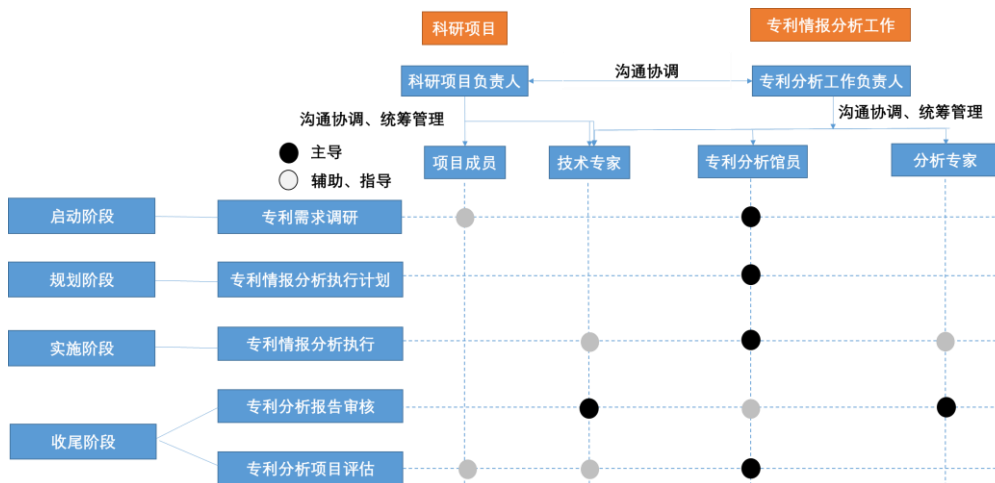 科研项目
专利情报分析工作
科研项目负责人
沟通协调
专利分析工作负责人
沟通协调、统筹管理
沟通协调、统筹管理
主导
辅助、指导
项目成员
技术专家
专利分析馆员
分析专家
启动阶段
专利需求调研
规划阶段
专利情报分析执行计划
实施阶段
专利情报分析执行
专利分析报告审核
收尾阶段
专利分析项目评估